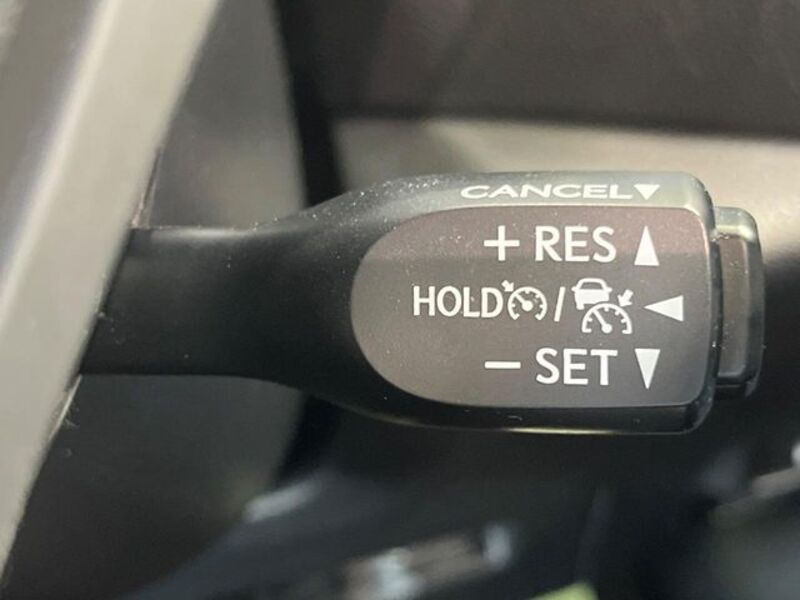 CANCEL▼
+ RES ▲
HOLD / ◀
− SET ▼